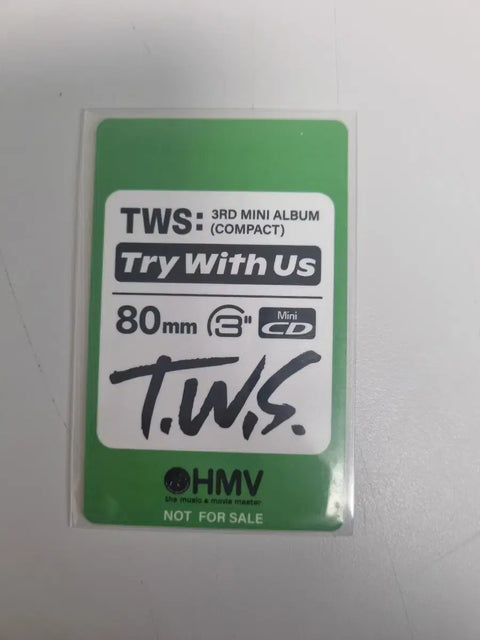 TWS: 3RD MINI ALBUM
(COMPACT)
Try With Us
80mm 3" Mini CD
T.W.S.
HMV
the music & movie master
NOT FOR SALE